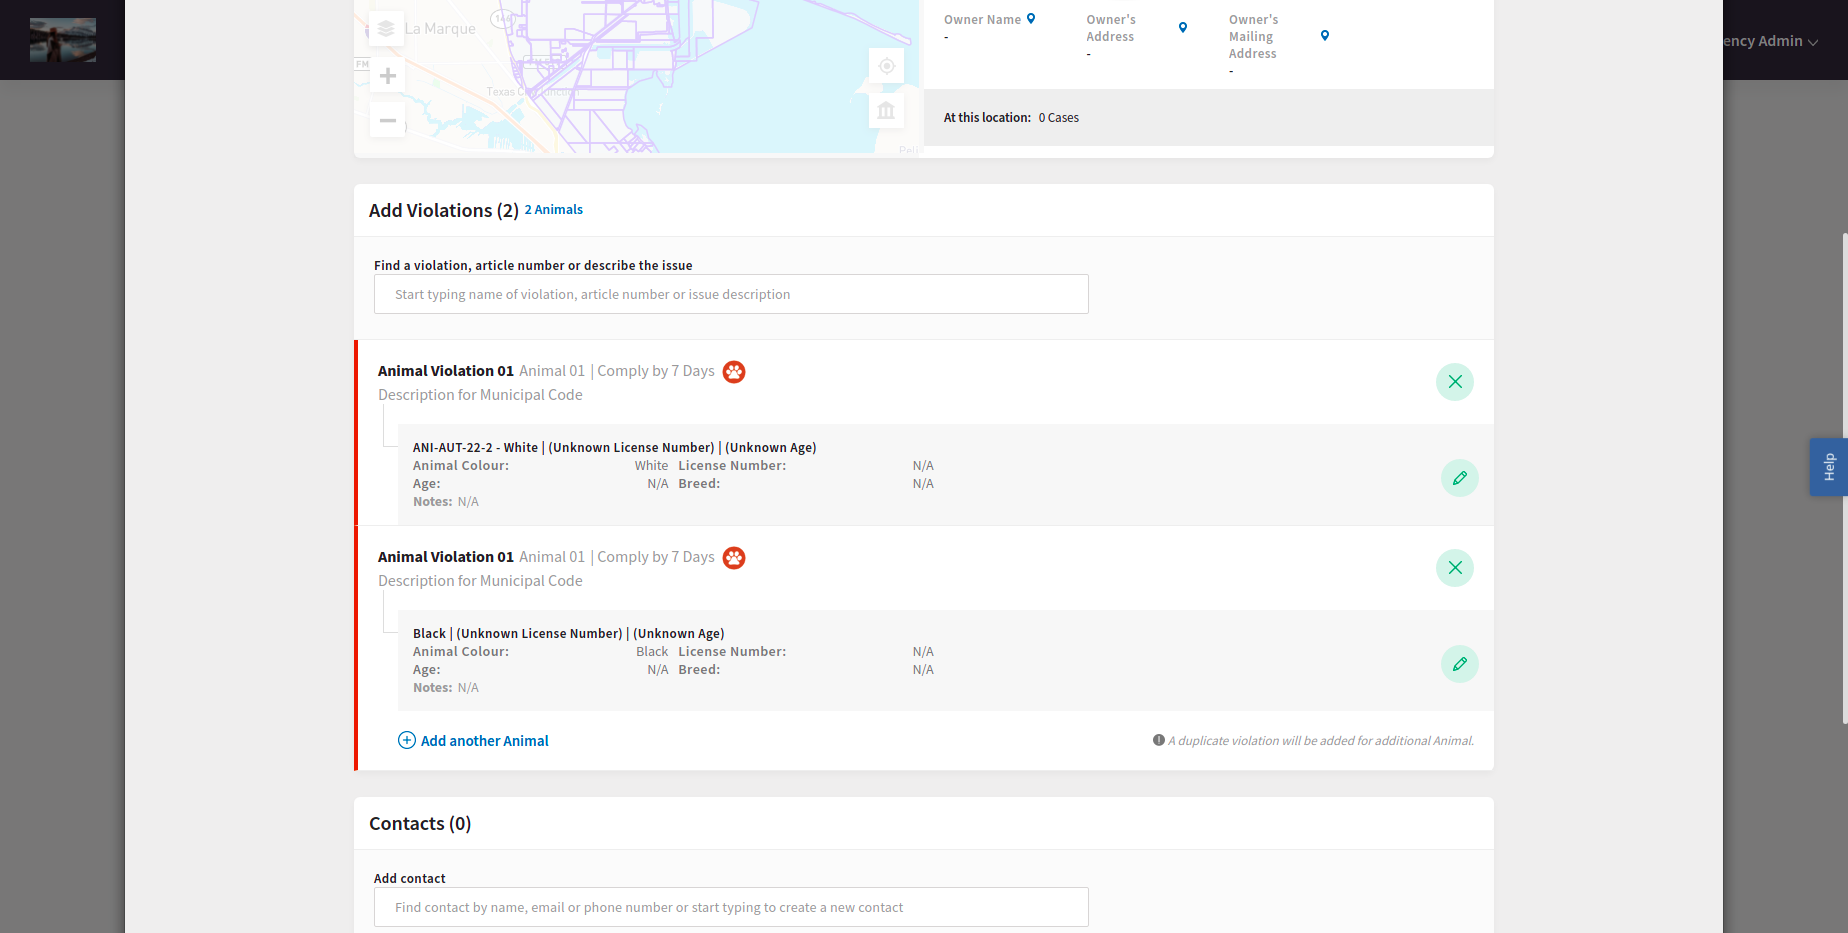 ency Admin
146
La Marque
FM
Texas City Junction
Peli
Owner Name
-
Owner's
Address
-
Owner's
Mailing
Address
-
At this location: 0 Cases
Add Violations (2) 2 Animals
Find a violation, article number or describe the issue
Start typing name of violation, article number or issue description
Animal Violation 01 Animal 01 | Comply by 7 Days
Description for Municipal Code
ANI-AUT-22-2 - White | (Unknown License Number) | (Unknown Age)
Animal Colour: White License Number: N/A
Age: N/A Breed: N/A
Notes: N/A
Animal Violation 01 Animal 01 | Comply by 7 Days
Description for Municipal Code
Black | (Unknown License Number) | (Unknown Age)
Animal Colour: Black License Number: N/A
Age: N/A Breed: N/A
Notes: N/A
Add another Animal
A duplicate violation will be added for additional Animal.
Contacts (0)
Add contact
Find contact by name, email or phone number or start typing to create a new contact
Help